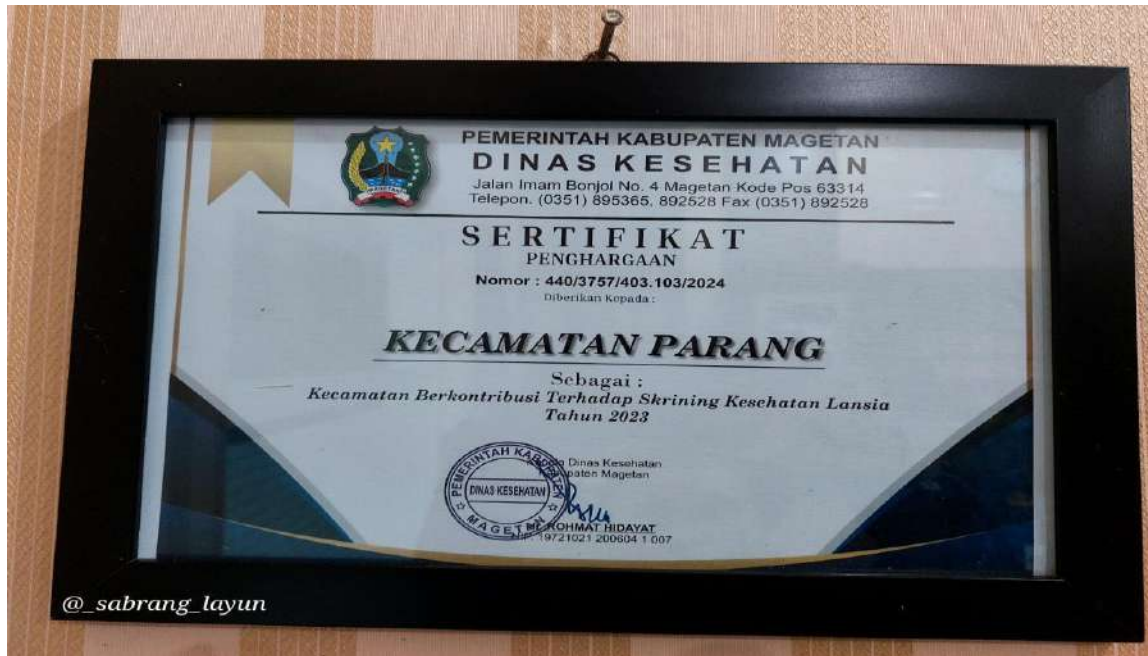 PEMERINTAH KABUPATEN MAGETAN
DINAS KESEHATAN
Jalan Imam Bonjol No. 4 Magetan Kode Pos 63314
Telepon. (0351) 895365, 892528 Fax (0351) 892528
MAGETAN
SERTIFIKAT
PENGHARGAAN
Nomor : 440/3757/403.103/2024
Diberikan Kepada :
KECAMATAN PARANG
Sebagai :
Kecamatan Berkontribusi Terhadap Skrining Kesehatan Lansia
Tahun 2023
Dinas Kesehatan
Magetan
PEMERINTAH KABUPATEN
DINAS KESEHATAN
MAGETAN
ROHMAT HIDAYAT
19721021 200604 1 007
@_sabrang_layun